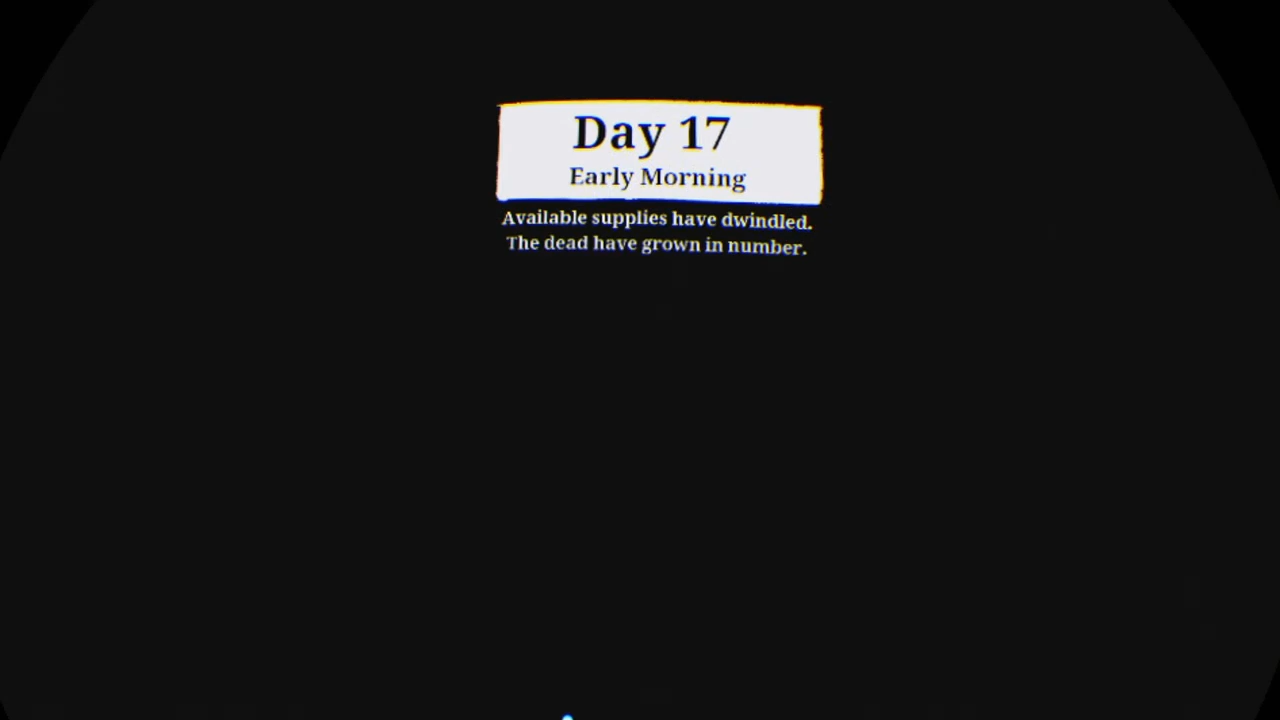 Day 17
Early Morning
Available supplies have dwindled.
The dead have grown in number.